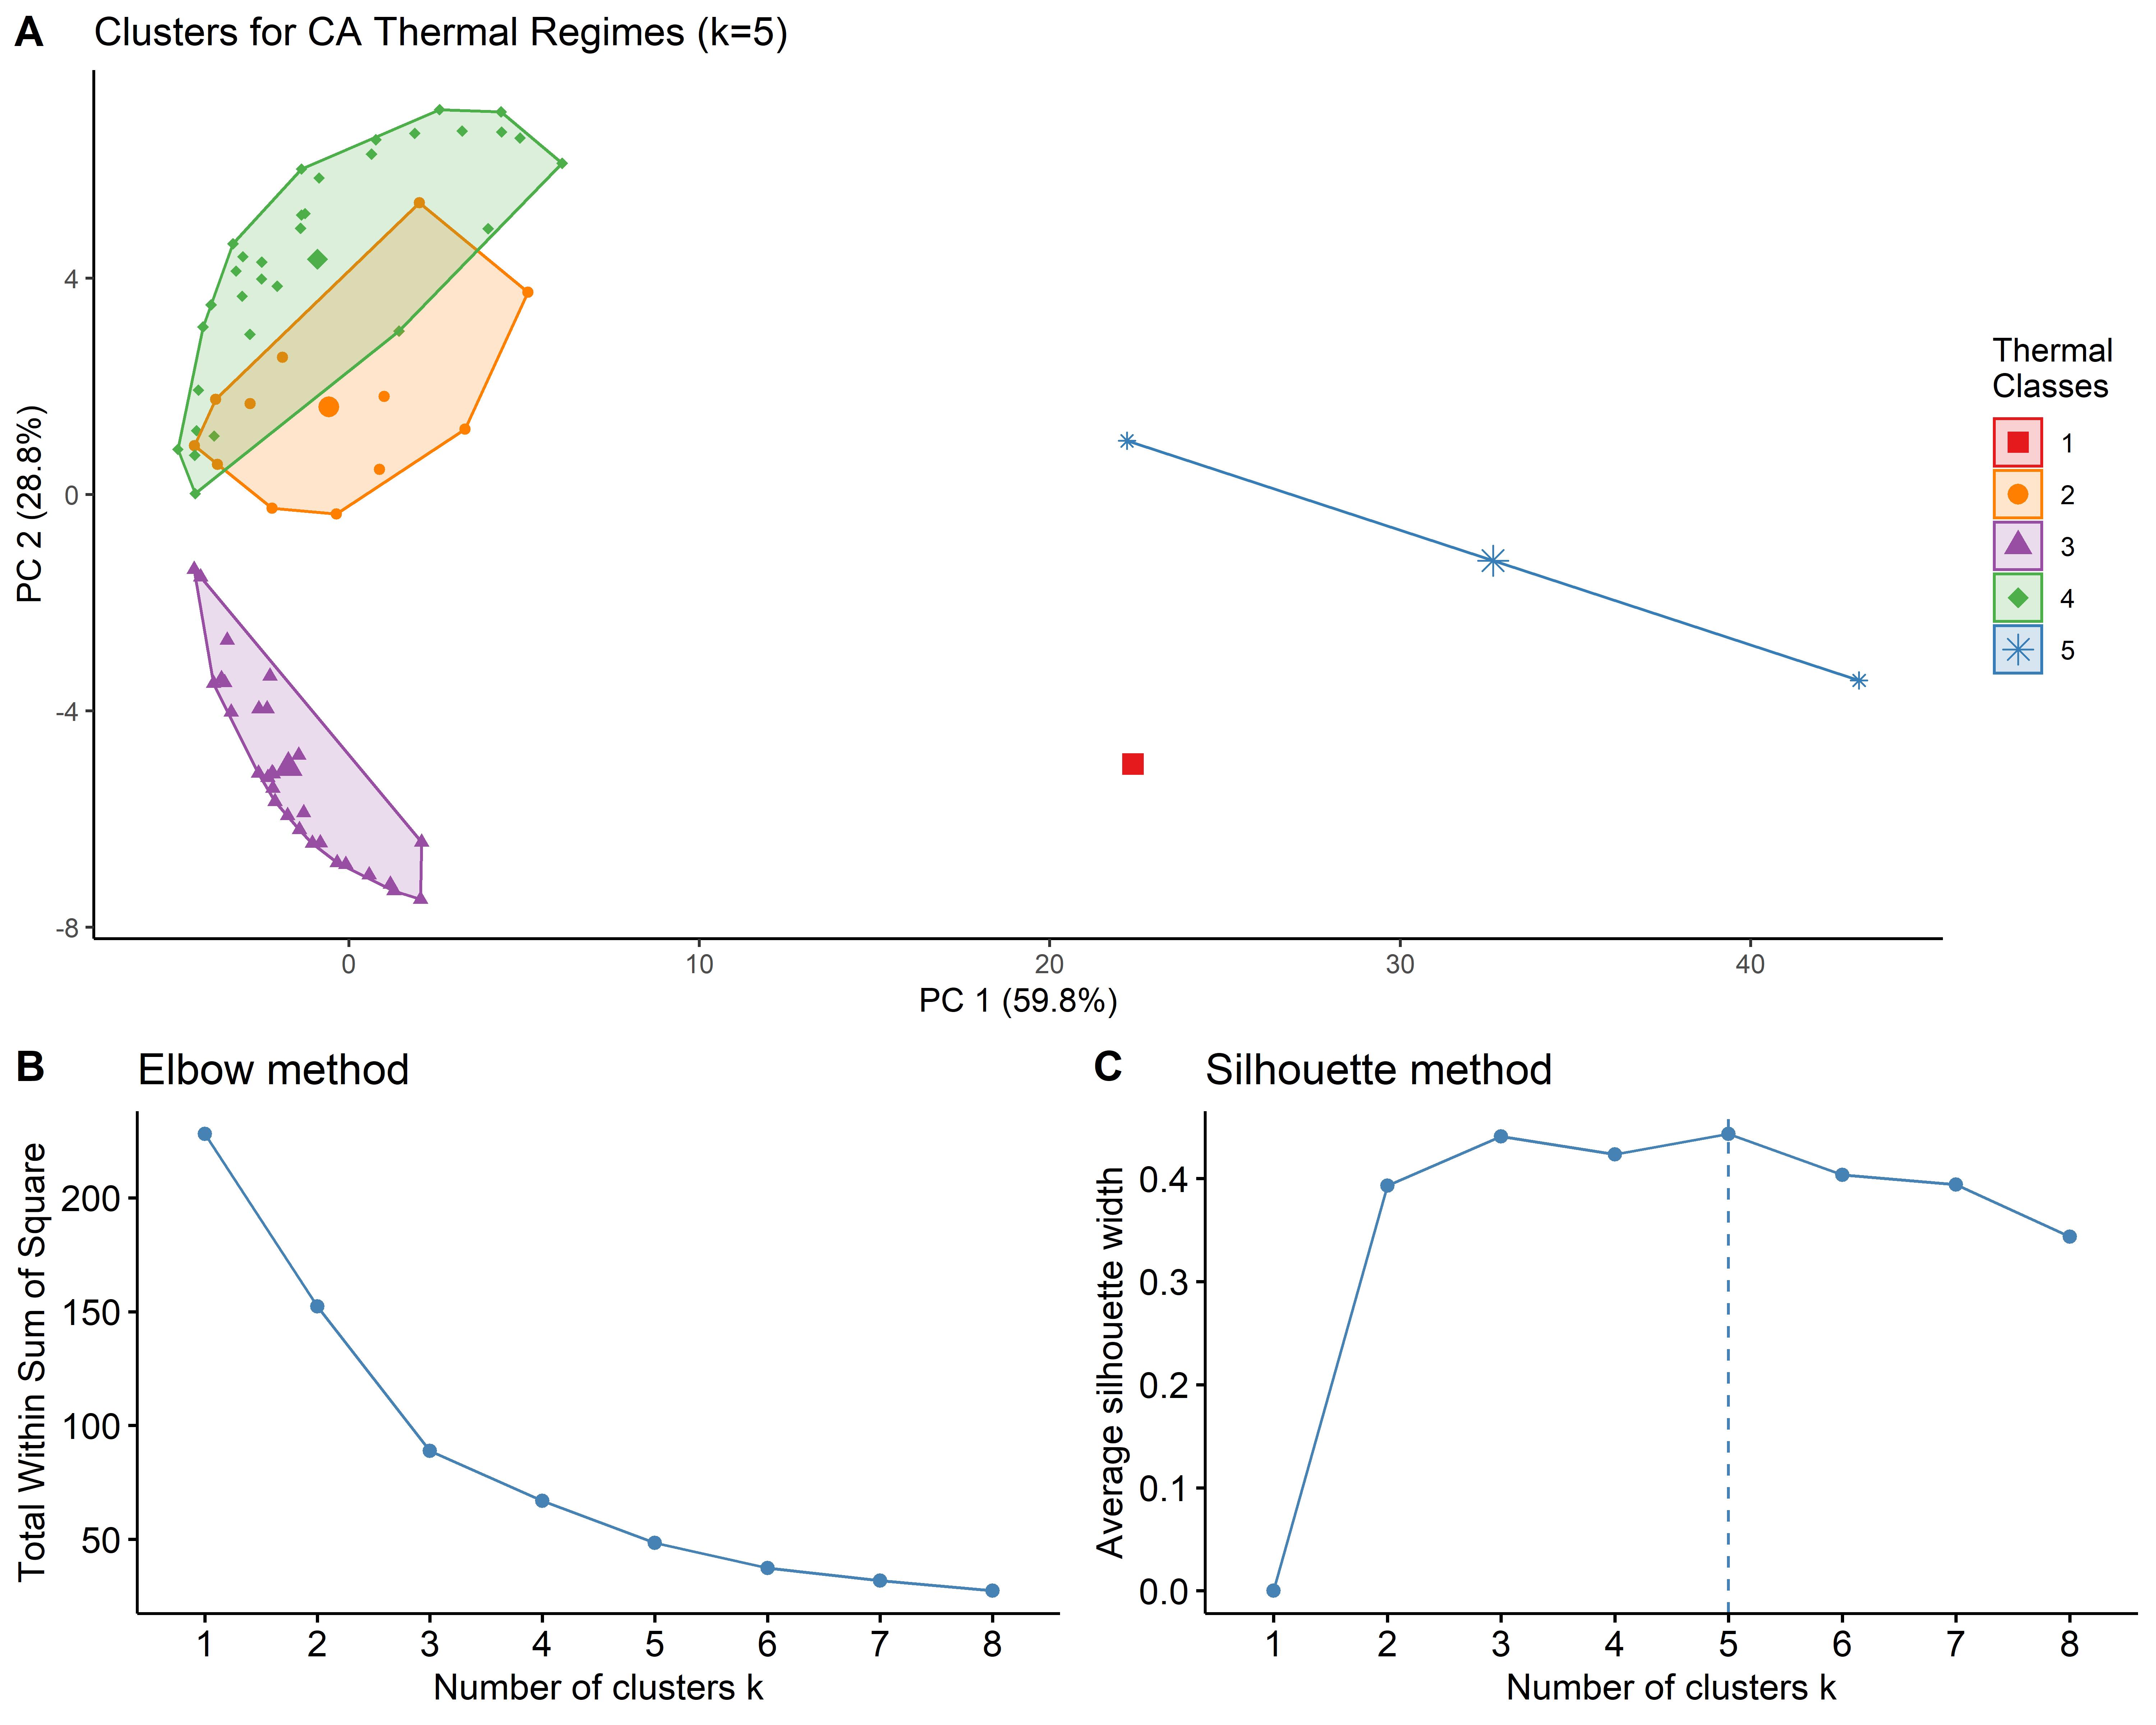 A Clusters for CA Thermal Regimes (k=5)
PC 2 (28.8%)
4
0
-4
-8
0 10 20 30 40
PC 1 (59.8%)
Thermal
Classes
1
2
3
4
5
B Elbow method
Total Within Sum of Square
200
150
100
50
1 2 3 4 5 6 7 8
Number of clusters k
C Silhouette method
Average silhouette width
0.4
0.3
0.2
0.1
0.0
1 2 3 4 5 6 7 8
Number of clusters k